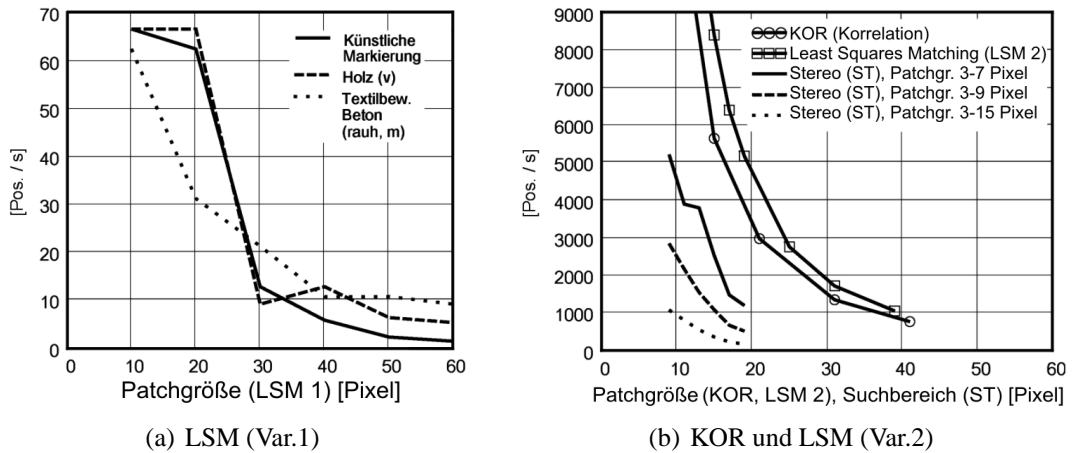 70
60
50
40
30
20
10
0
[Pos. / s]
Künstliche
Markierung
Holz (v)
Textilbew.
Beton
(rauh, m)
0 10 20 30 40 50 60
Patchgröße (LSM 1) [Pixel]
(a) LSM (Var.1)
9000
8000
7000
6000
5000
4000
3000
2000
1000
0
[Pos. / s]
KOR (Korrelation)
Least Squares Matching (LSM 2)
Stereo (ST), Patchgr. 3-7 Pixel
Stereo (ST), Patchgr. 3-9 Pixel
Stereo (ST), Patchgr. 3-15 Pixel
0 10 20 30 40 50 60
Patchgröße (KOR, LSM 2), Suchbereich (ST) [Pixel]
(b) KOR und LSM (Var.2)